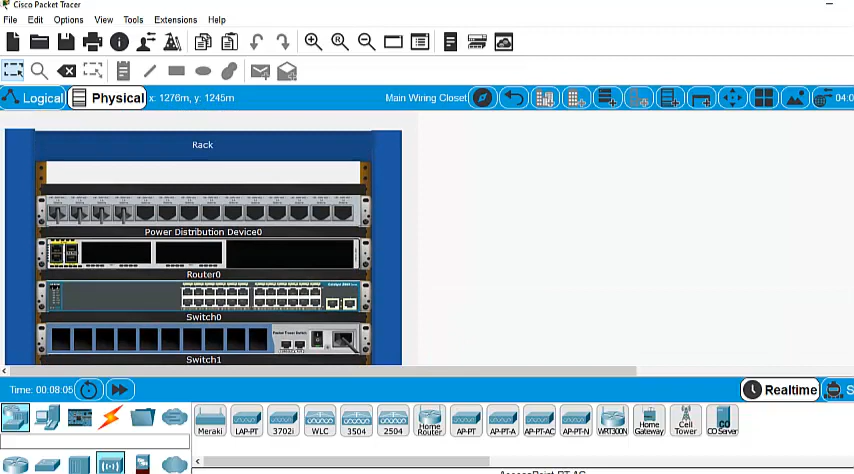 Cisco Packet Tracer
File Edit Options View Tools Extensions Help
Logical Physical x: 1276m, y: 1245m Main Wiring Closet 04:0
Rack
Power Distribution Device0
Router0
Switch0
Switch1
Time: 00:08:05 Realtime S
Meraki LAP-PT 3702i WLC 3504 2504 Home Router AP-PT AP-PT-A AP-PT-AC AP-PT-N WRT300N Home Gateway Cell Tower CO Server